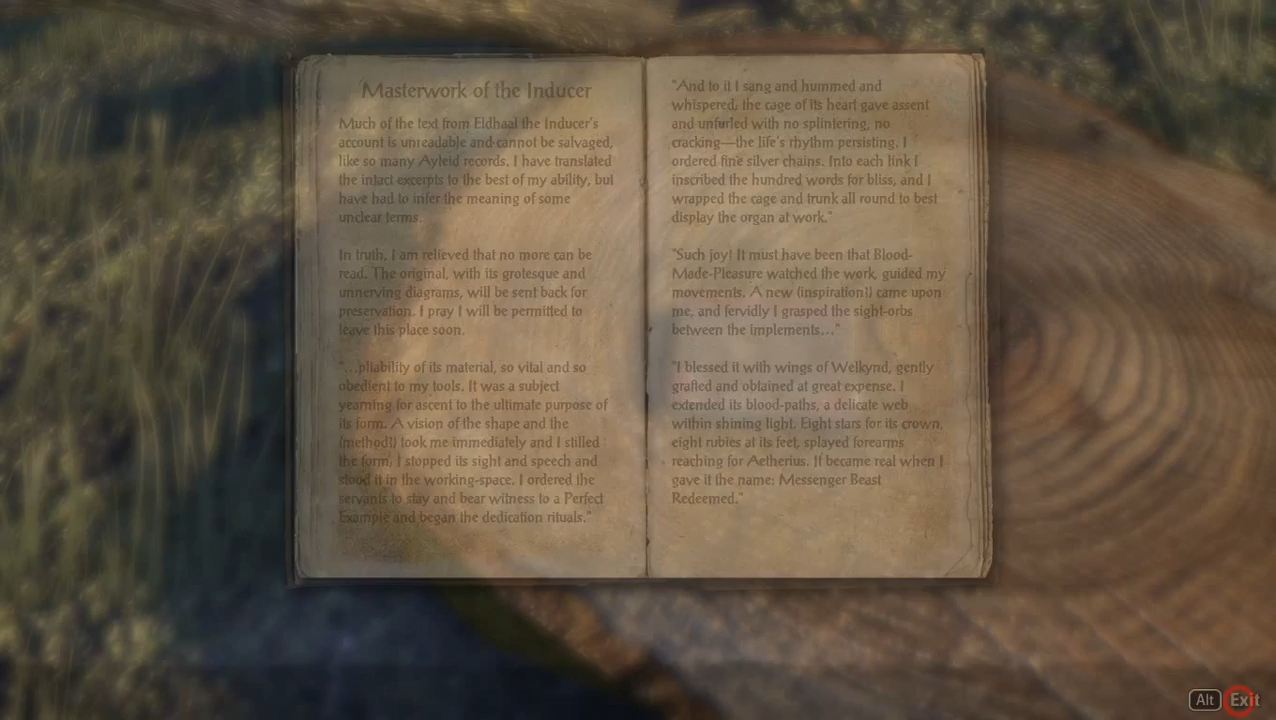 Masterwork of the Inducer
Much of the text from Eldhaal the Inducer's
account is unreadable and cannot be salvaged,
like so many Ayleid records. I have translated
the intact excerpts to the best of my ability, but
have had to infer the meaning of some
unclear terms.
In truth, I am relieved that no more can be
read. The original, with its grotesque and
unnerving diagrams, will be sent back for
preservation. I pray I will be permitted to
leave this place soon.
"…pliability of its material, so vital and so
obedient to my tools. It was a subject
yearning for ascent to the ultimate purpose of
its form. A vision of the shape and the
(method?) took me immediately and I stilled
the form, I stopped its sight and speech and
stood it in the working-space. I ordered the
servants to stay and bear witness to a Perfect
Example and began the dedication rituals."
"And to it I sang and hummed and
whispered, the cage of its heart gave assent
and unfurled with no splintering, no
cracking—the life's rhythm persisting. I
ordered fine silver chains. Into each link I
inscribed the hundred words for bliss, and I
wrapped the cage and trunk all round to best
display the organ at work."
"Such joy! It must have been that Blood-
Made-Pleasure watched the work, guided my
movements. A new (inspiration?) came upon
me, and fervidly I grasped the sight-orbs
between the implements…"
"I blessed it with wings of Welkynd, gently
grafted and obtained at great expense. I
extended its blood-paths, a delicate web
within shining light. Eight stars for its crown,
eight rubies at its feet, splayed forearms
reaching for Aetherius. It became real when I
gave it the name: Messenger Beast
Redeemed."
Alt Exit